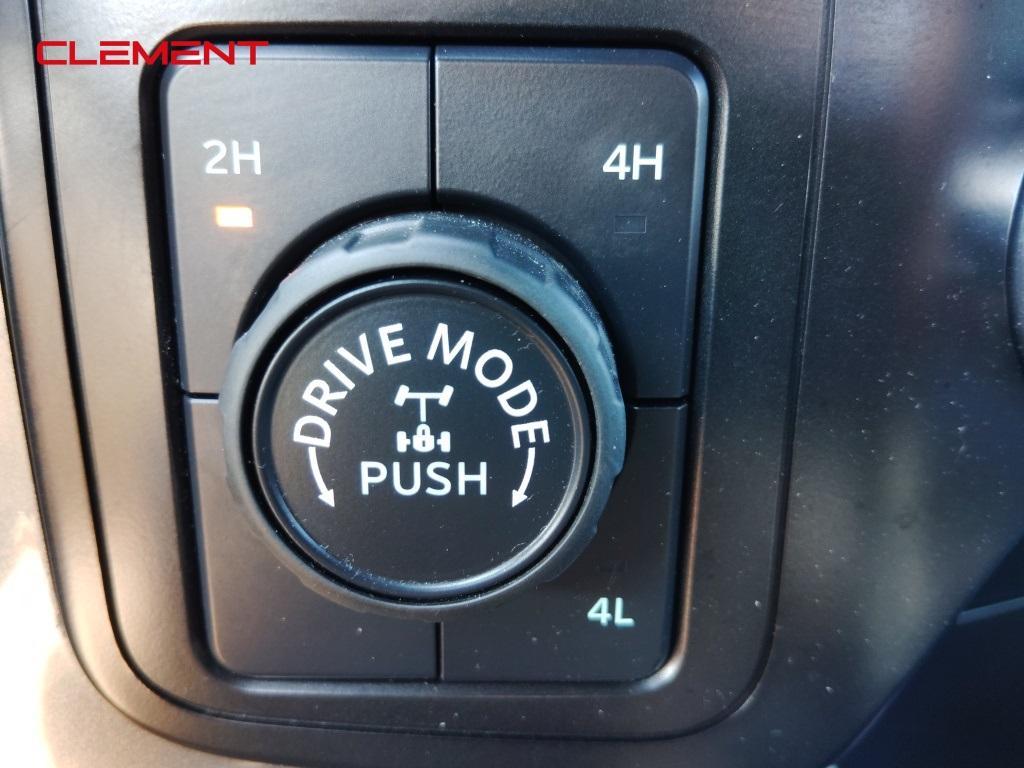 CLEMENT
2H
4H
DRIVE MODE
PUSH
4L